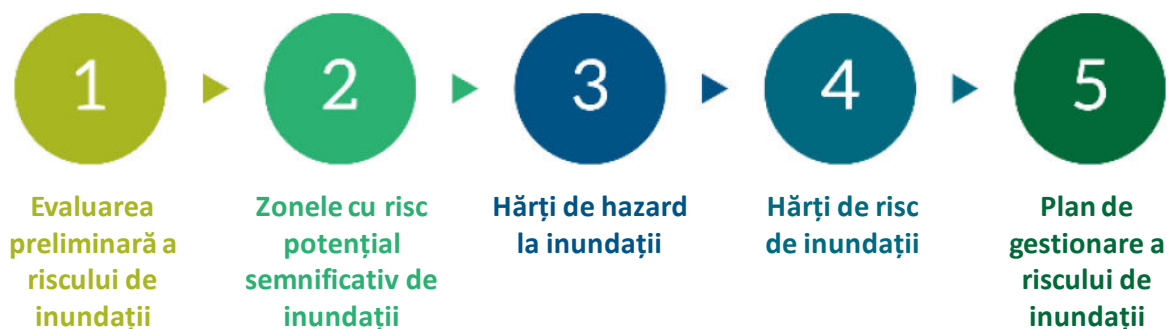 1
2
3
4
5
Evaluarea
preliminară a
riscului de
inundații
Zonele cu risc
potențial
semnificativ de
inundații
Hărți de hazard
la inundații
Hărți de risc
de inundații
Plan de
gestionare a
riscului de
inundații